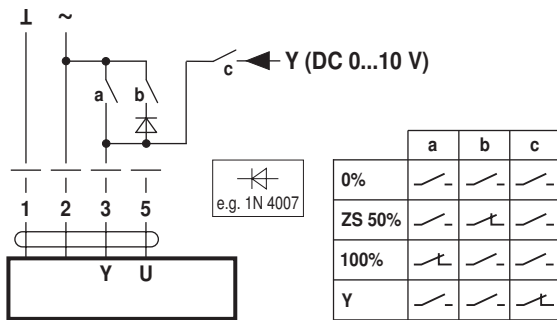 ⊥ ~
a b c Y (DC 0...10 V)
1 2 3 5
Y U
e.g. 1N 4007
a b c
0%
ZS 50%
100%
Y